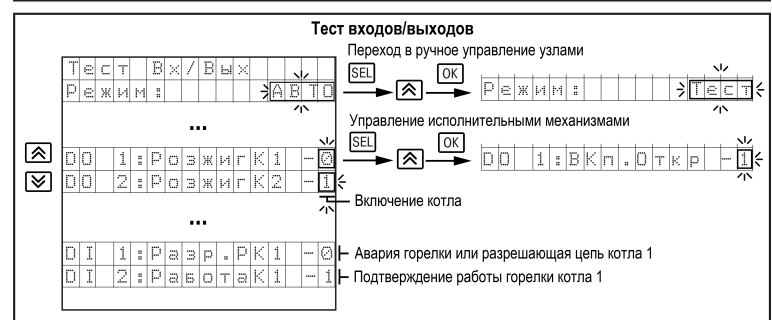 Тест входов/выходов
Переход в ручное управление узлами
Тест Вх/Вых
SEL OK
Режим: АВТО
Режим: Тест
...
Управление исполнительными механизмами
SEL OK
DO 1:РозжигК1 -0
DO 1:ВКп.Откр -1
DO 2:РозжигК2 -1
Включение котла
...
DI 1:Разр.РК1 -0 Авария горелки или разрешающая цепь котла 1
DI 2:РаботаК1 -1 Подтверждение работы горелки котла 1